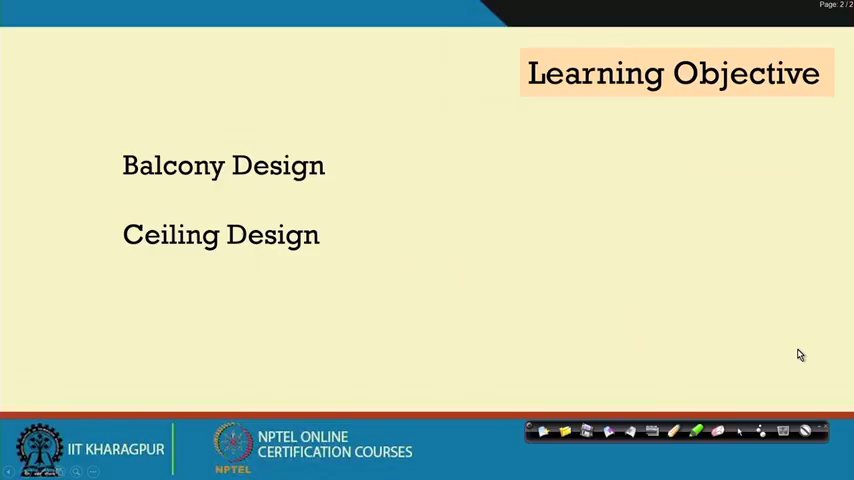 Page: 2 / 2
Learning Objective
Balcony Design
Ceiling Design
IIT KHARAGPUR
NPTEL
NPTEL ONLINE
CERTIFICATION COURSES